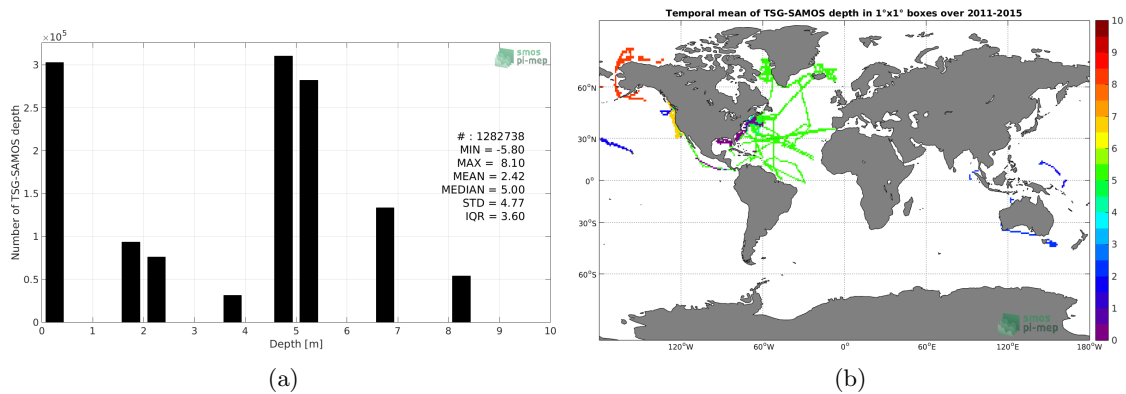 Temporal mean of TSG-SAMOS depth in 1°x1° boxes over 2011-2015
×10⁵
smos
pi-mep
3
2.5
2
1.5
1
0.5
0
Number of TSG-SAMOS depth
# : 1282738
MIN = -5.80
MAX = 8.10
MEAN = 2.42
MEDIAN = 5.00
STD = 4.77
IQR = 3.60
0 1 2 3 4 5 6 7 8 9 10
Depth [m]
(a)
60°N
30°N
0°
30°S
60°S
120°W 60°W 0° 60°E 120°E 180°W
smos
pi-mep
10
9
8
7
6
5
4
3
2
1
0
(b)